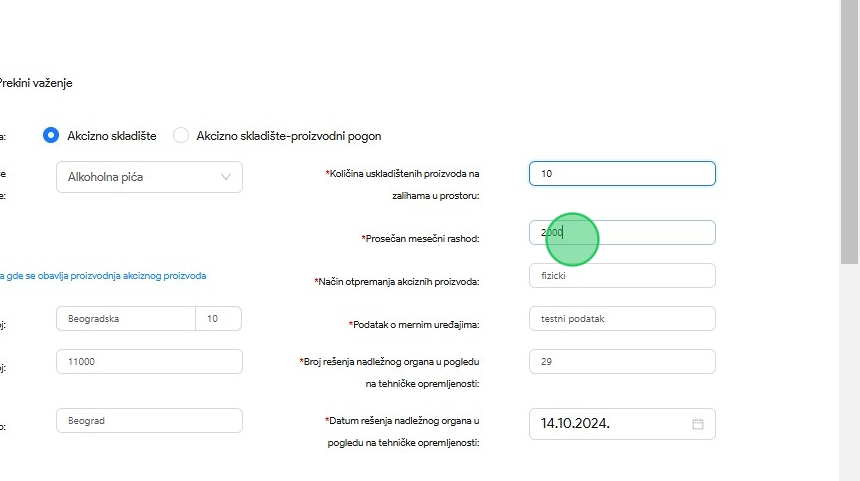 Prekini važenje
a:
Akcizno skladište
Akcizno skladište-proizvodni pogon
e
e:
Alkoholna pića
*Količina uskladištenih proizvoda na
zalihama u prostoru:
10
*Prosečan mesečni rashod:
2000
a gde se obavlja proizvodnja akciznog proizvoda
*Način otpremanja akciznih proizvoda:
fizicki
oj:
Beogradska
10
*Podatak o mernim uređajima:
testni podatak
oj:
11000
*Broj rešenja nadležnog organa u pogledu
na tehničke opremljenosti:
29
o:
Beograd
*Datum rešenja nadležnog organa u
pogledu na tehničke opremljenosti:
14.10.2024.